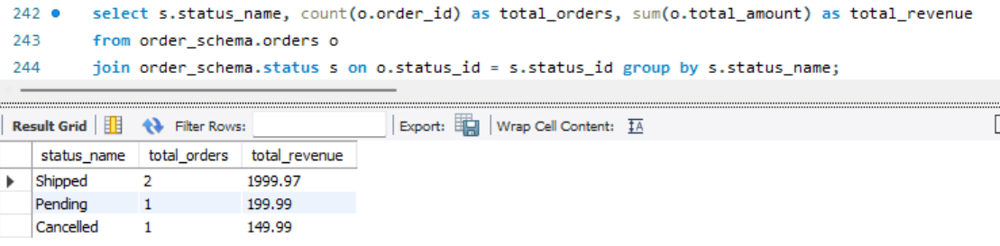 242 select s.status_name, count(o.order_id) as total_orders, sum(o.total_amount) as total_revenue
243 from order_schema.orders o
244 join order_schema.status s on o.status_id = s.status_id group by s.status_name;
Result Grid Filter Rows: Export: Wrap Cell Content: IA
status_name total_orders total_revenue
Shipped 2 1999.97
Pending 1 199.99
Cancelled 1 149.99